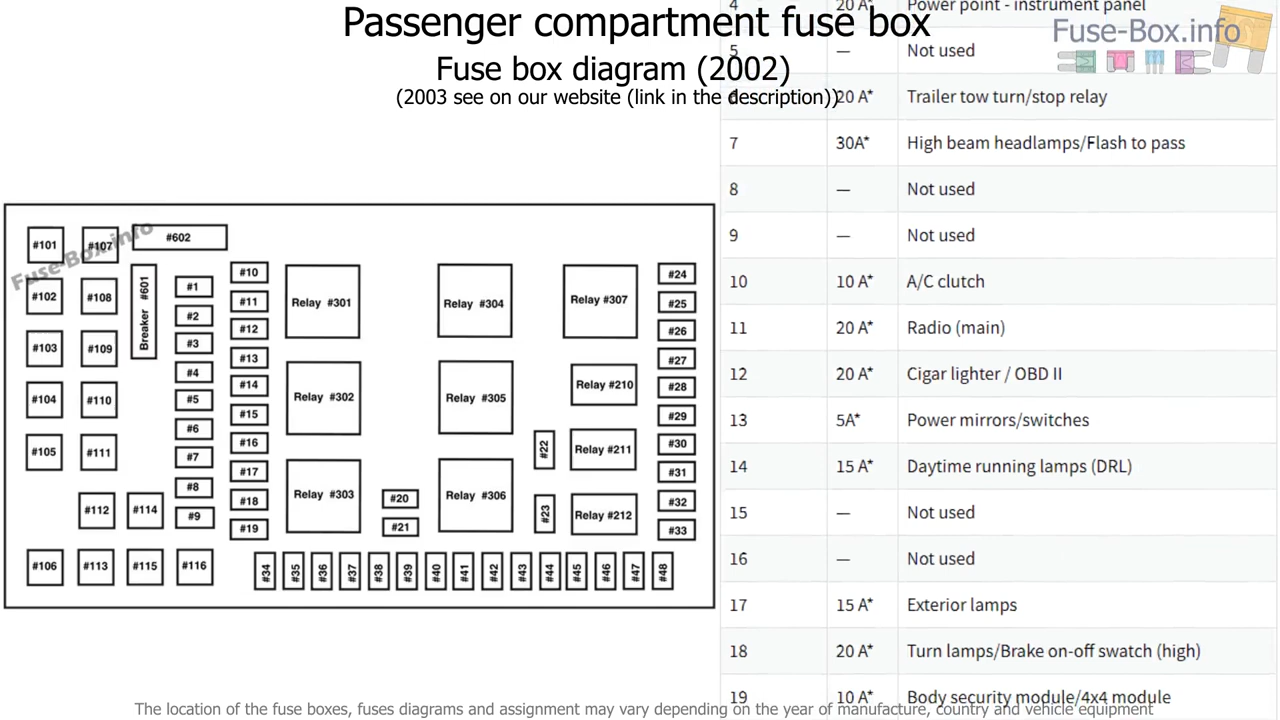 Passenger compartment fuse box
Fuse box diagram (2002)
(2003 see on our website (link in the description))
Fuse-Box.info
4 20 A* Power point - instrument panel
5 — Not used
20 A* Trailer tow turn/stop relay
7 30A* High beam headlamps/Flash to pass
8 — Not used
9 — Not used
10 10 A* A/C clutch
11 20 A* Radio (main)
12 20 A* Cigar lighter / OBD II
13 5A* Power mirrors/switches
14 15 A* Daytime running lamps (DRL)
15 — Not used
16 — Not used
17 15 A* Exterior lamps
18 20 A* Turn lamps/Brake on-off swatch (high)
19 10 A* Body security module/4x4 module
Fuse-Box.info
#101 #107 #602
#102 #108 Breaker #601
#103 #109
#104 #110
#105 #111
#112 #114
#106 #113 #115 #116
#1
#2
#3
#4
#5
#6
#7
#8
#9
#10
#11
#12
#13
#14
#15
#16
#17
#18
#19
Relay #301
Relay #302
Relay #303
#20
#21
Relay #304
Relay #305
Relay #306
#22
#23
Relay #307
Relay #210
Relay #211
Relay #212
#24
#25
#26
#27
#28
#29
#30
#31
#32
#33
#34 #35 #36 #37 #38 #39 #40 #41 #42 #43 #44 #45 #46 #47 #48
The location of the fuse boxes, fuses diagrams and assignment may vary depending on the year of manufacture, country and vehicle equipment